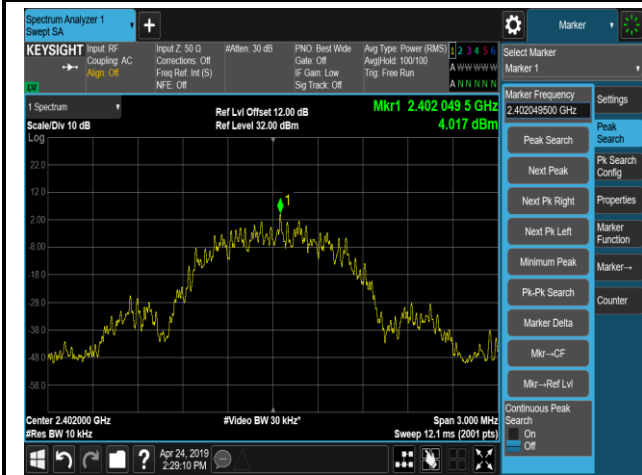 Spectrum Analyzer 1
Swept SA
Marker
KEYSIGHT
Input: RF
Coupling: AC
Align: Off
Input Z: 50 Ω
Corrections: Off
Freq Ref: Int (S)
NFE: Off
#Atten: 30 dB
PNO: Best Wide
Gate: Off
IF Gain: Low
Sig Track: Off
Avg Type: Power (RMS)
Avg|Hold: 100/100
Trig: Free Run
1 2 3 4 5 6
A W W W W W
A N N N N N
LXI
Select Marker
Marker 1
1 Spectrum
Scale/Div 10 dB
Log
Ref Lvl Offset 12.00 dB
Ref Level 32.00 dBm
Mkr1 2.402 049 5 GHz
4.017 dBm
22.0
12.0
2.00
-8.00
-18.0
-28.0
-38.0
-48.0
-58.0
1
Center 2.402000 GHz
#Res BW 10 kHz
#Video BW 30 kHz*
Span 3.000 MHz
Sweep 12.1 ms (2001 pts)
Marker Frequency
2.402049500 GHz
Peak Search
Next Peak
Next Pk Right
Next Pk Left
Minimum Peak
Pk-Pk Search
Marker Delta
Mkr→CF
Mkr→Ref Lvl
Continuous Peak
Search
On
Off
Settings
Peak
Search
Pk Search
Config
Properties
Marker
Function
Marker→
Counter
?
Apr 24, 2019
2:29:10 PM